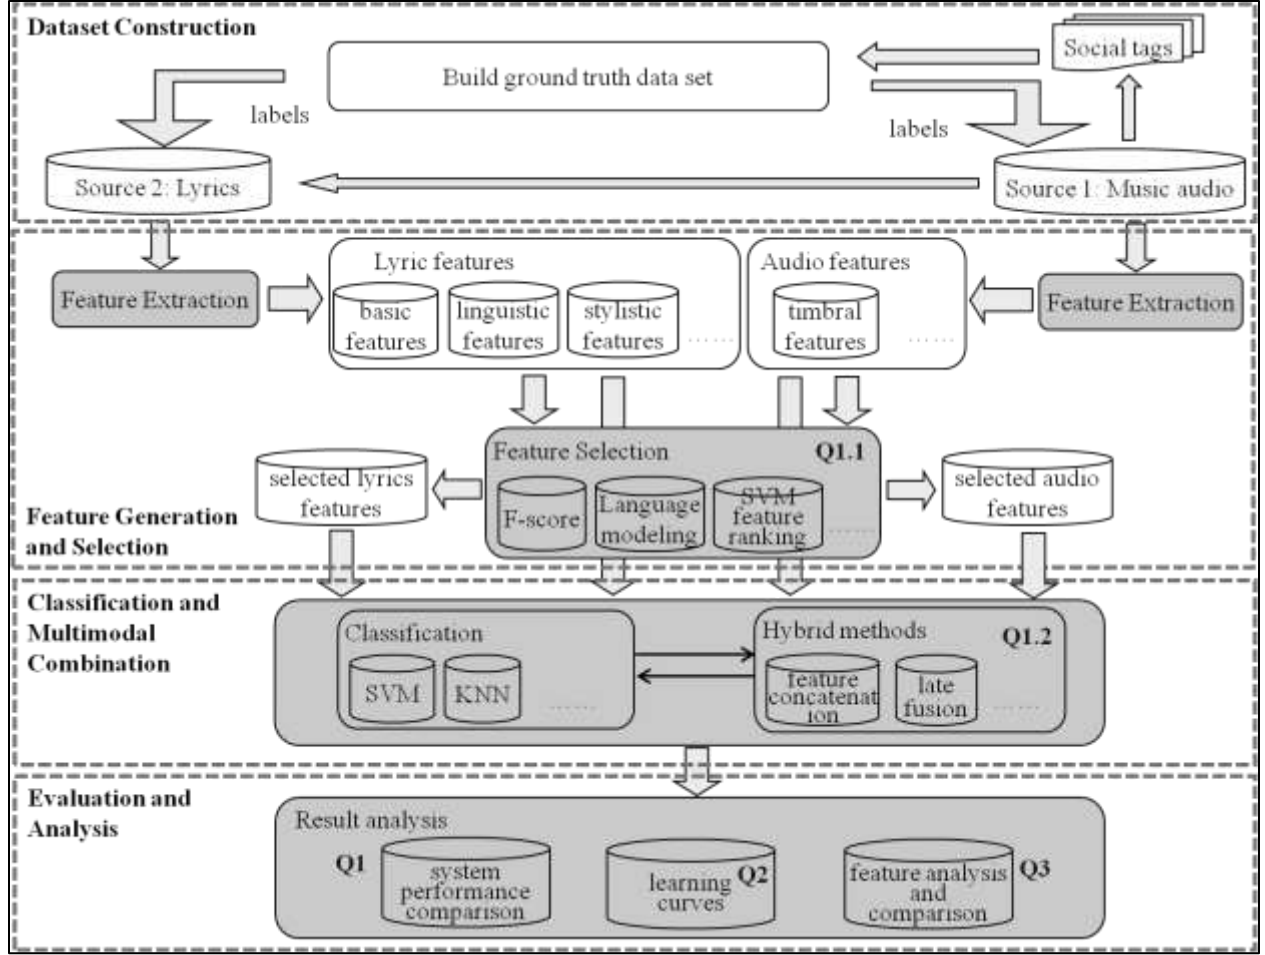 Dataset Construction
Social tags
Build ground truth data set
labels
labels
Source 2: Lyrics
Source 1: Music audio
Feature Extraction
Lyric features
basic
features
linguistic
features
stylistic
features
......
Audio features
timbral
features
......
Feature Extraction
Feature Selection
Q1.1
F-score
Language
modeling
SVM
feature
ranking
......
selected lyrics
features
selected audio
features
Feature Generation
and Selection
Classification and
Multimodal
Combination
Classification
SVM
KNN
......
Hybrid methods
Q1.2
feature
concatenat
ion
late
fusion
......
Evaluation and
Analysis
Result analysis
Q1
system
performance
comparison
learning
curves
Q2
feature analysis
and
comparison
Q3